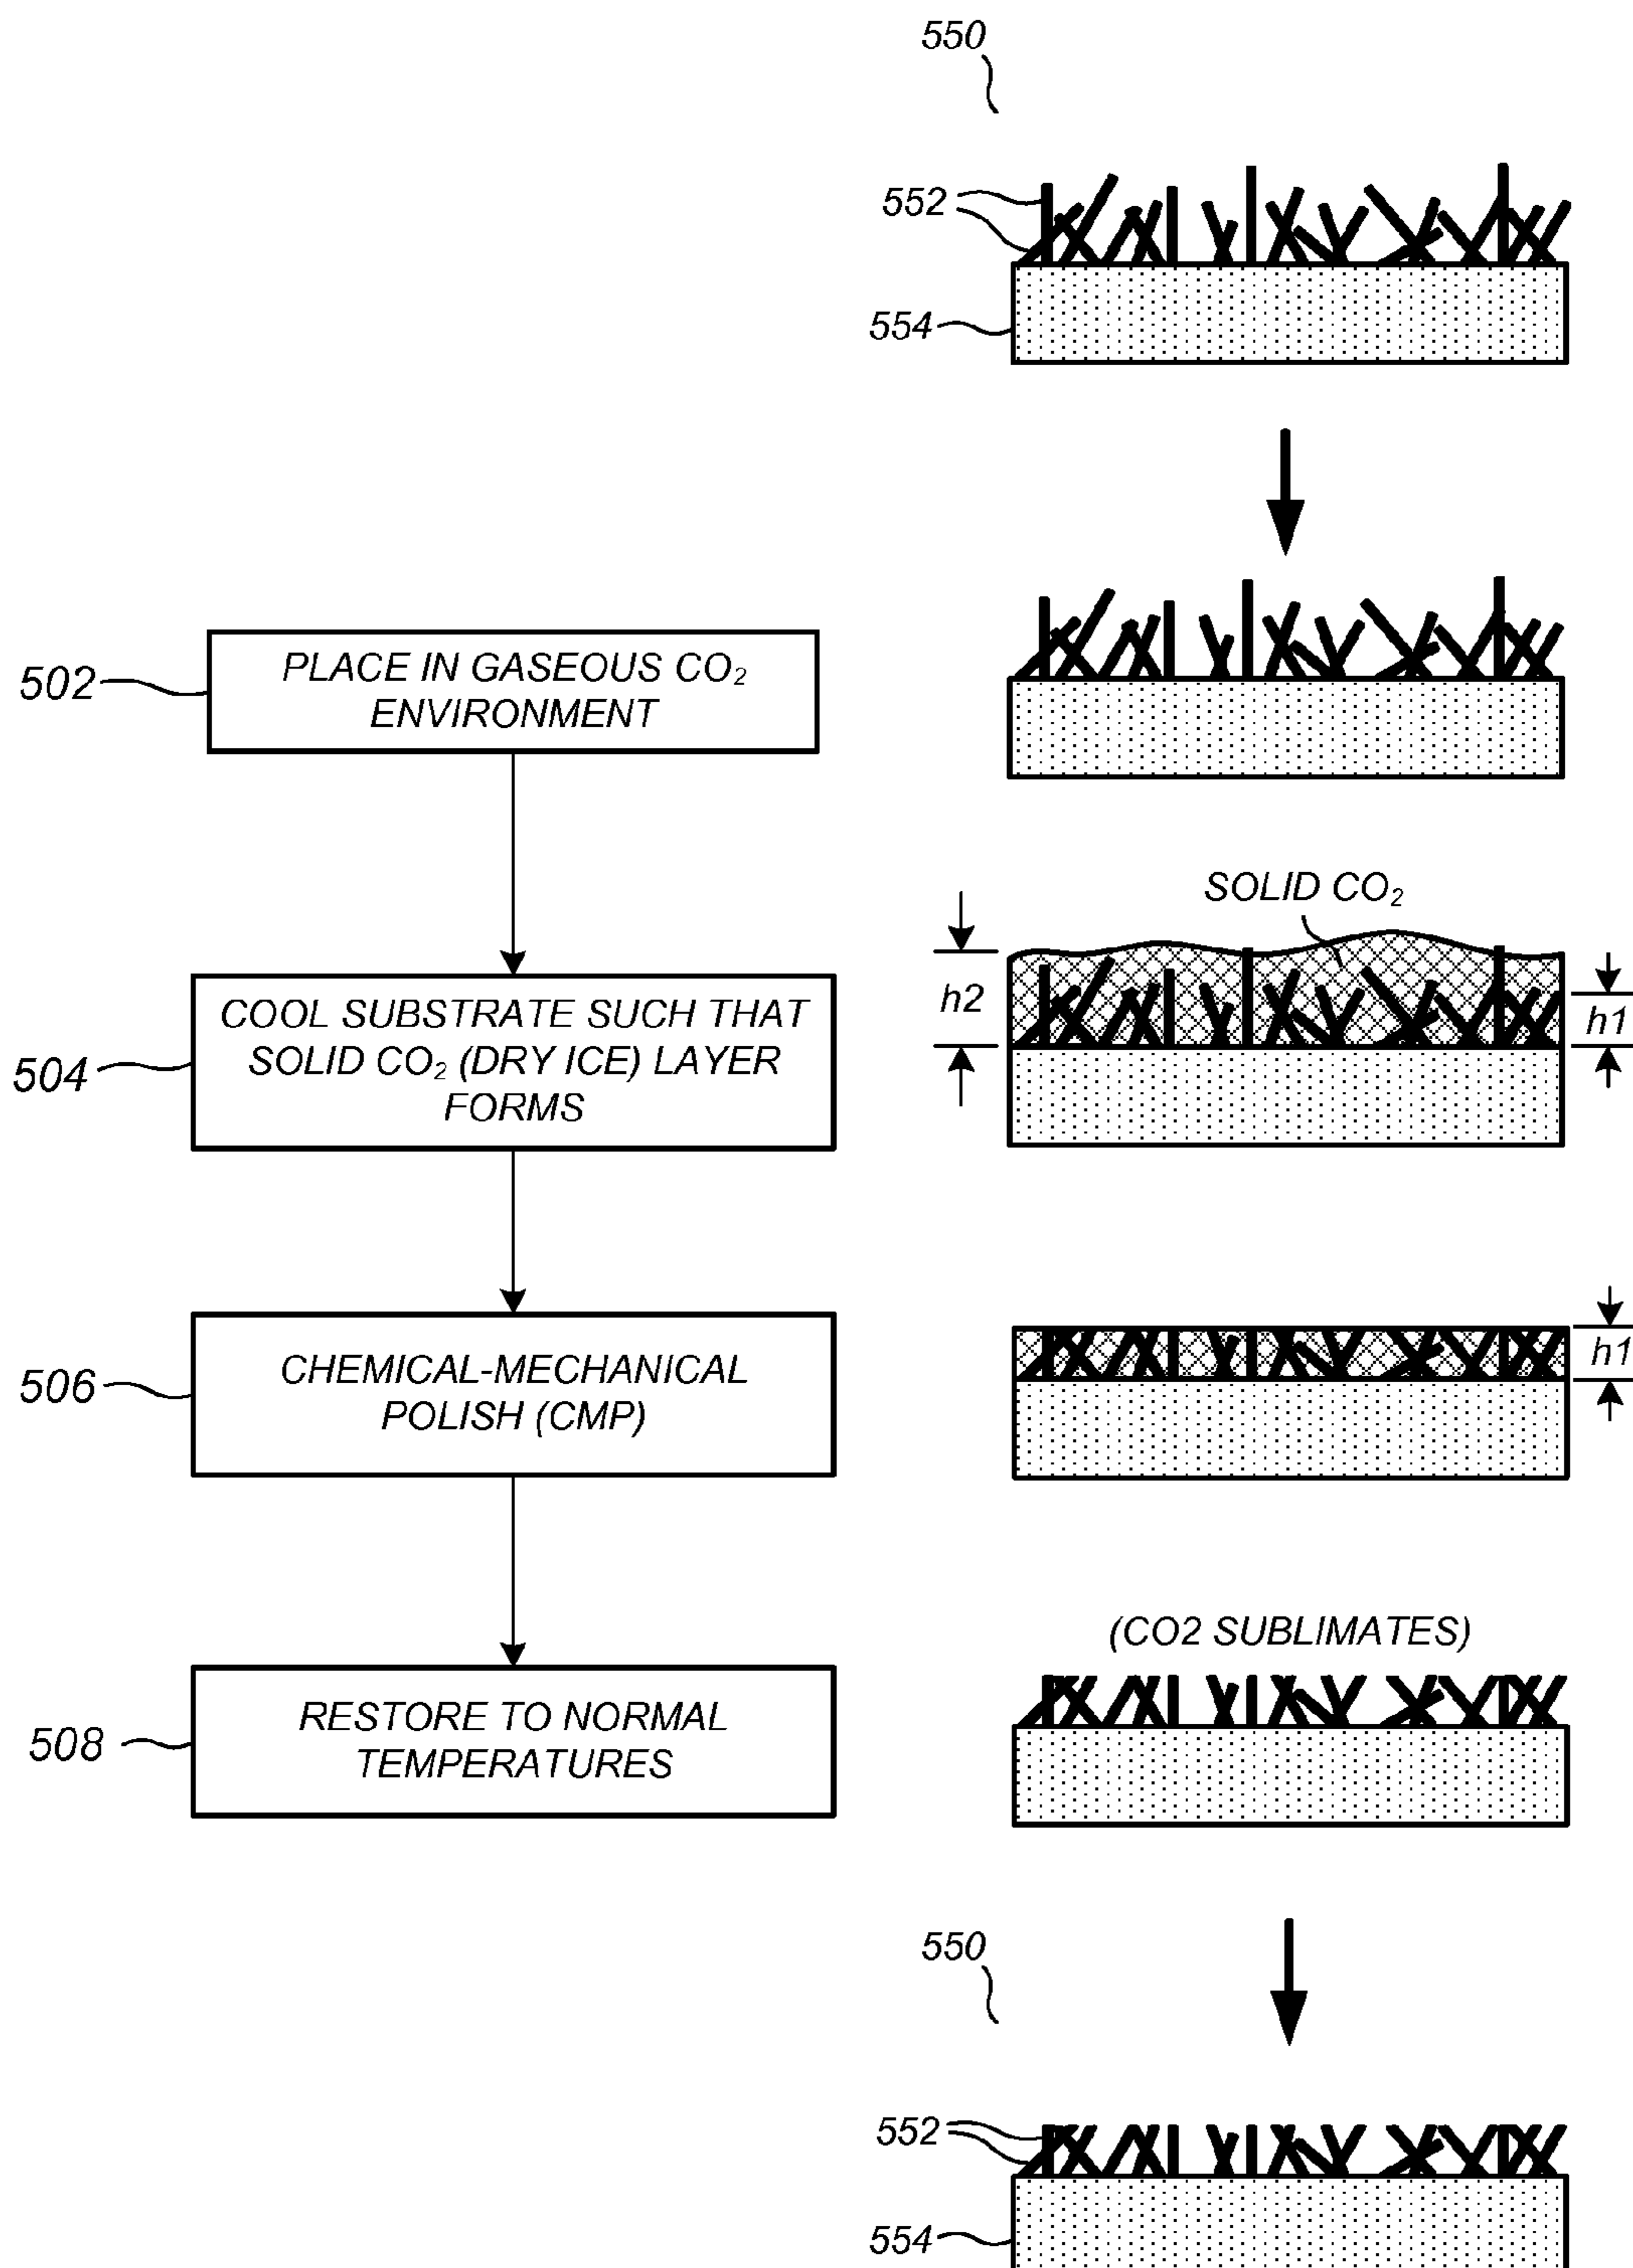 550
552
554
502
PLACE IN GASEOUS CO₂
ENVIRONMENT
SOLID CO₂
h2
h1
504
COOL SUBSTRATE SUCH THAT
SOLID CO₂ (DRY ICE) LAYER
FORMS
506
CHEMICAL-MECHANICAL
POLISH (CMP)
h1
(CO2 SUBLIMATES)
508
RESTORE TO NORMAL
TEMPERATURES
550
552
554